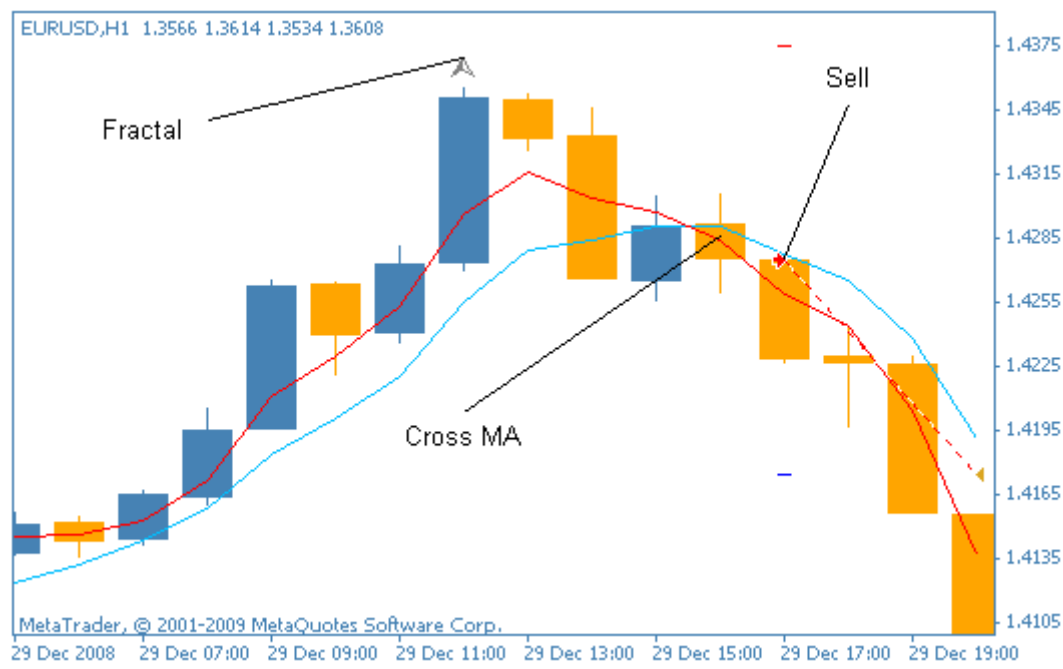 EURUSD,H1 1.3566 1.3614 1.3534 1.3608
1.4375
Sell
1.4345
Fractal
1.4315
1.4285
1.4255
1.4225
Cross MA
1.4195
1.4165
1.4135
MetaTrader, © 2001-2009 MetaQuotes Software Corp.
1.4105
29 Dec 2008 29 Dec 07:00 29 Dec 09:00 29 Dec 11:00 29 Dec 13:00 29 Dec 15:00 29 Dec 17:00 29 Dec 19:00